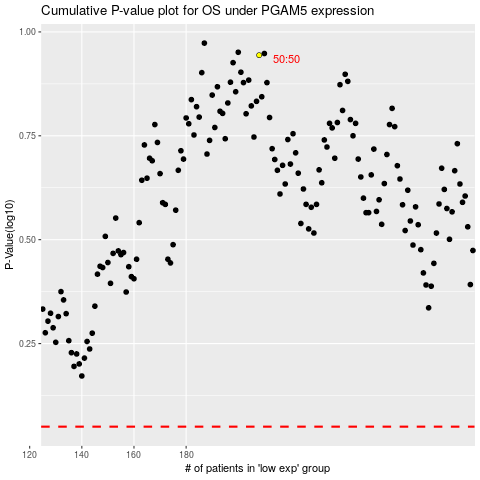 Cumulative P-value plot for OS under PGAM5 expression
1.00
50:50
0.75
0.50
0.25
P-Value(log10)
120 140 160 180
# of patients in 'low exp' group